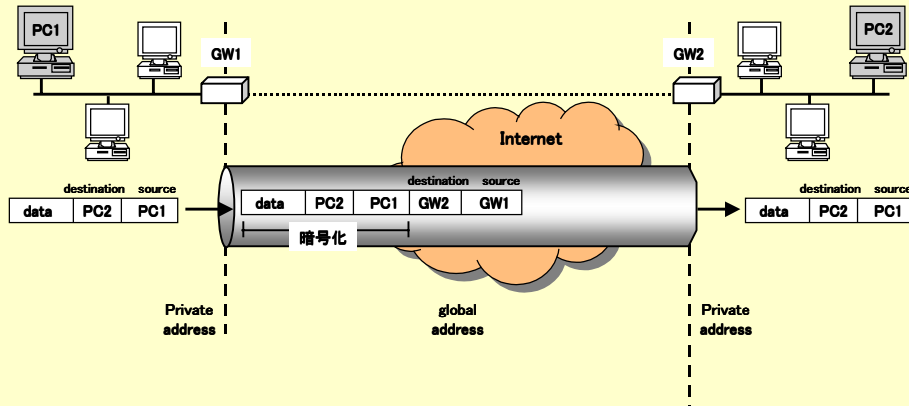 PC1
GW1
GW2
PC2
Internet
destination source
data PC2 PC1
destination source
data PC2 PC1 GW2 GW1
暗号化
destination source
data PC2 PC1
Private
address
global
address
Private
address